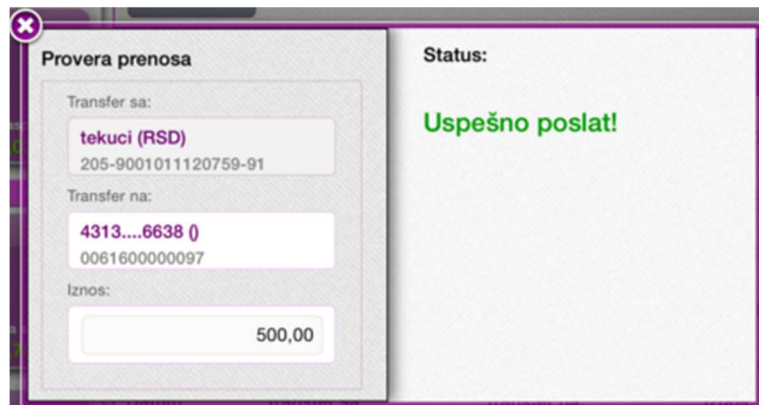 Provera prenosa
Transfer sa:
tekuci (RSD)
205-9001011120759-91
Transfer na:
4313....6638 ()
0061600000097
Iznos:
500,00
Status:
Uspešno poslat!